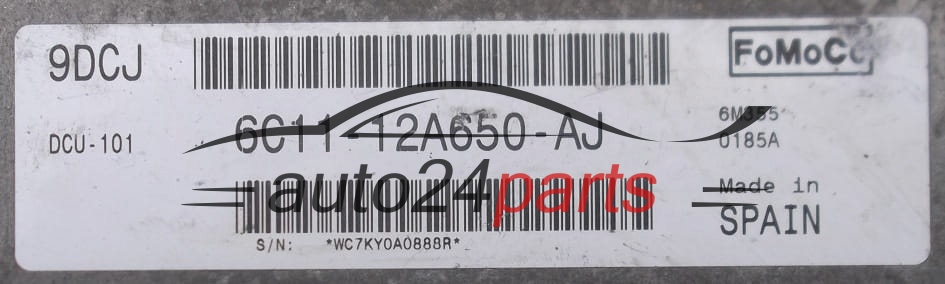 9DCJ
FoMoCo
DCU-101
6C11-12A650-AJ
6M355
0185A
auto24parts
Made in
SPAIN
S/N: *WC7KY0A0888R*